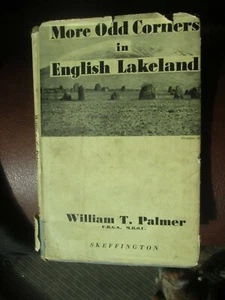 More Odd Corners
in
English Lakeland
William T. Palmer
F.R.G.S. M.R.S.L.
SKEFFINGTON